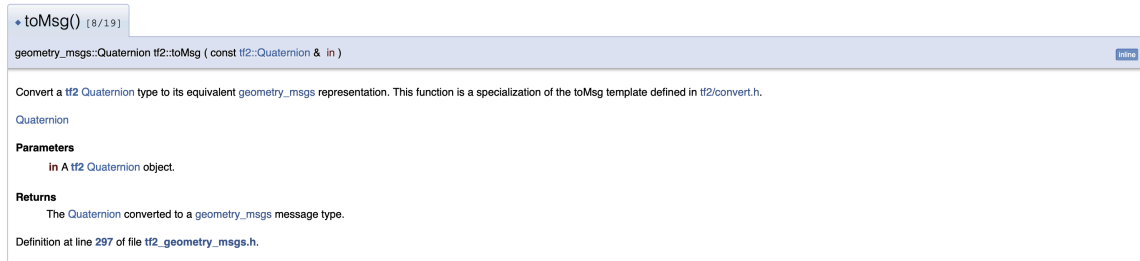 ◆ toMsg() [8/19]
geometry_msgs::Quaternion tf2::toMsg ( const tf2::Quaternion & in )
inline
Convert a tf2 Quaternion type to its equivalent geometry_msgs representation. This function is a specialization of the toMsg template defined in tf2/convert.h.
Quaternion
Parameters
in A tf2 Quaternion object.
Returns
The Quaternion converted to a geometry_msgs message type.
Definition at line 297 of file tf2_geometry_msgs.h.